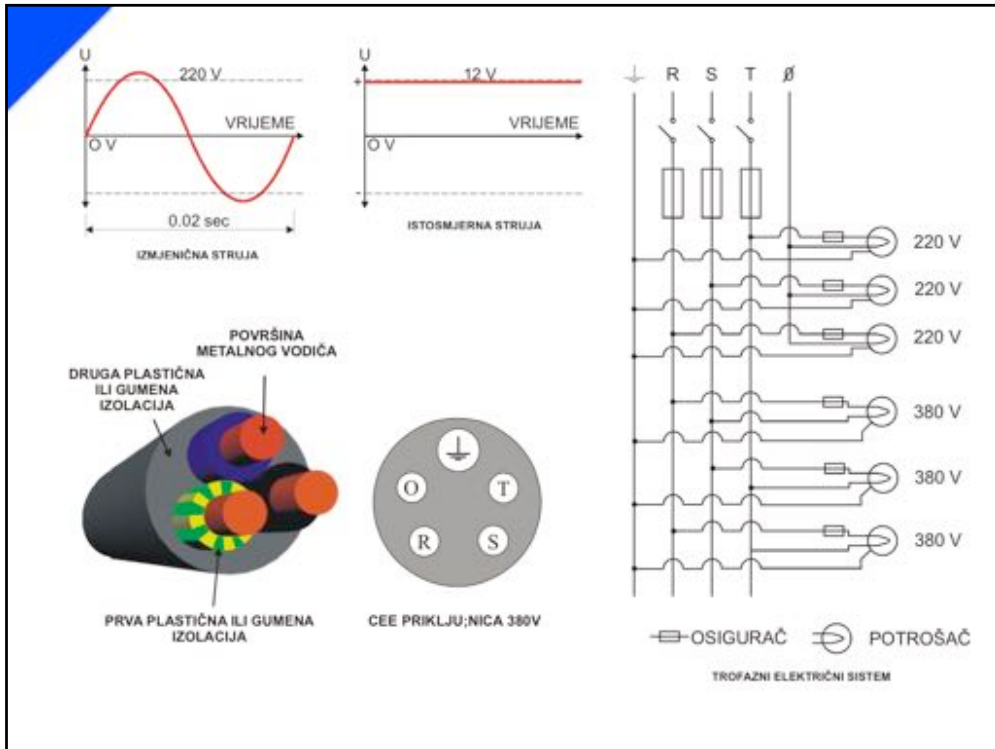 U
220 V
VRIJEME
O V
0.02 sec
IZMJENIČNA STRUJA
U
12 V
+
VRIJEME
O V
-
-
ISTOSMJERNA STRUJA
R S T Ø
220 V
220 V
220 V
380 V
380 V
380 V
OSIGURAČ
POTROŠAČ
TROFAZNI ELEKTRIČNI SISTEM
POVRŠINA
METALNOG VODIČA
DRUGA PLASTIČNA
ILI GUMENA
IZOLACIJA
PRVA PLASTIČNA ILI GUMENA
IZOLACIJA
O T
R S
CEE PRIKLJU;NICA 380V